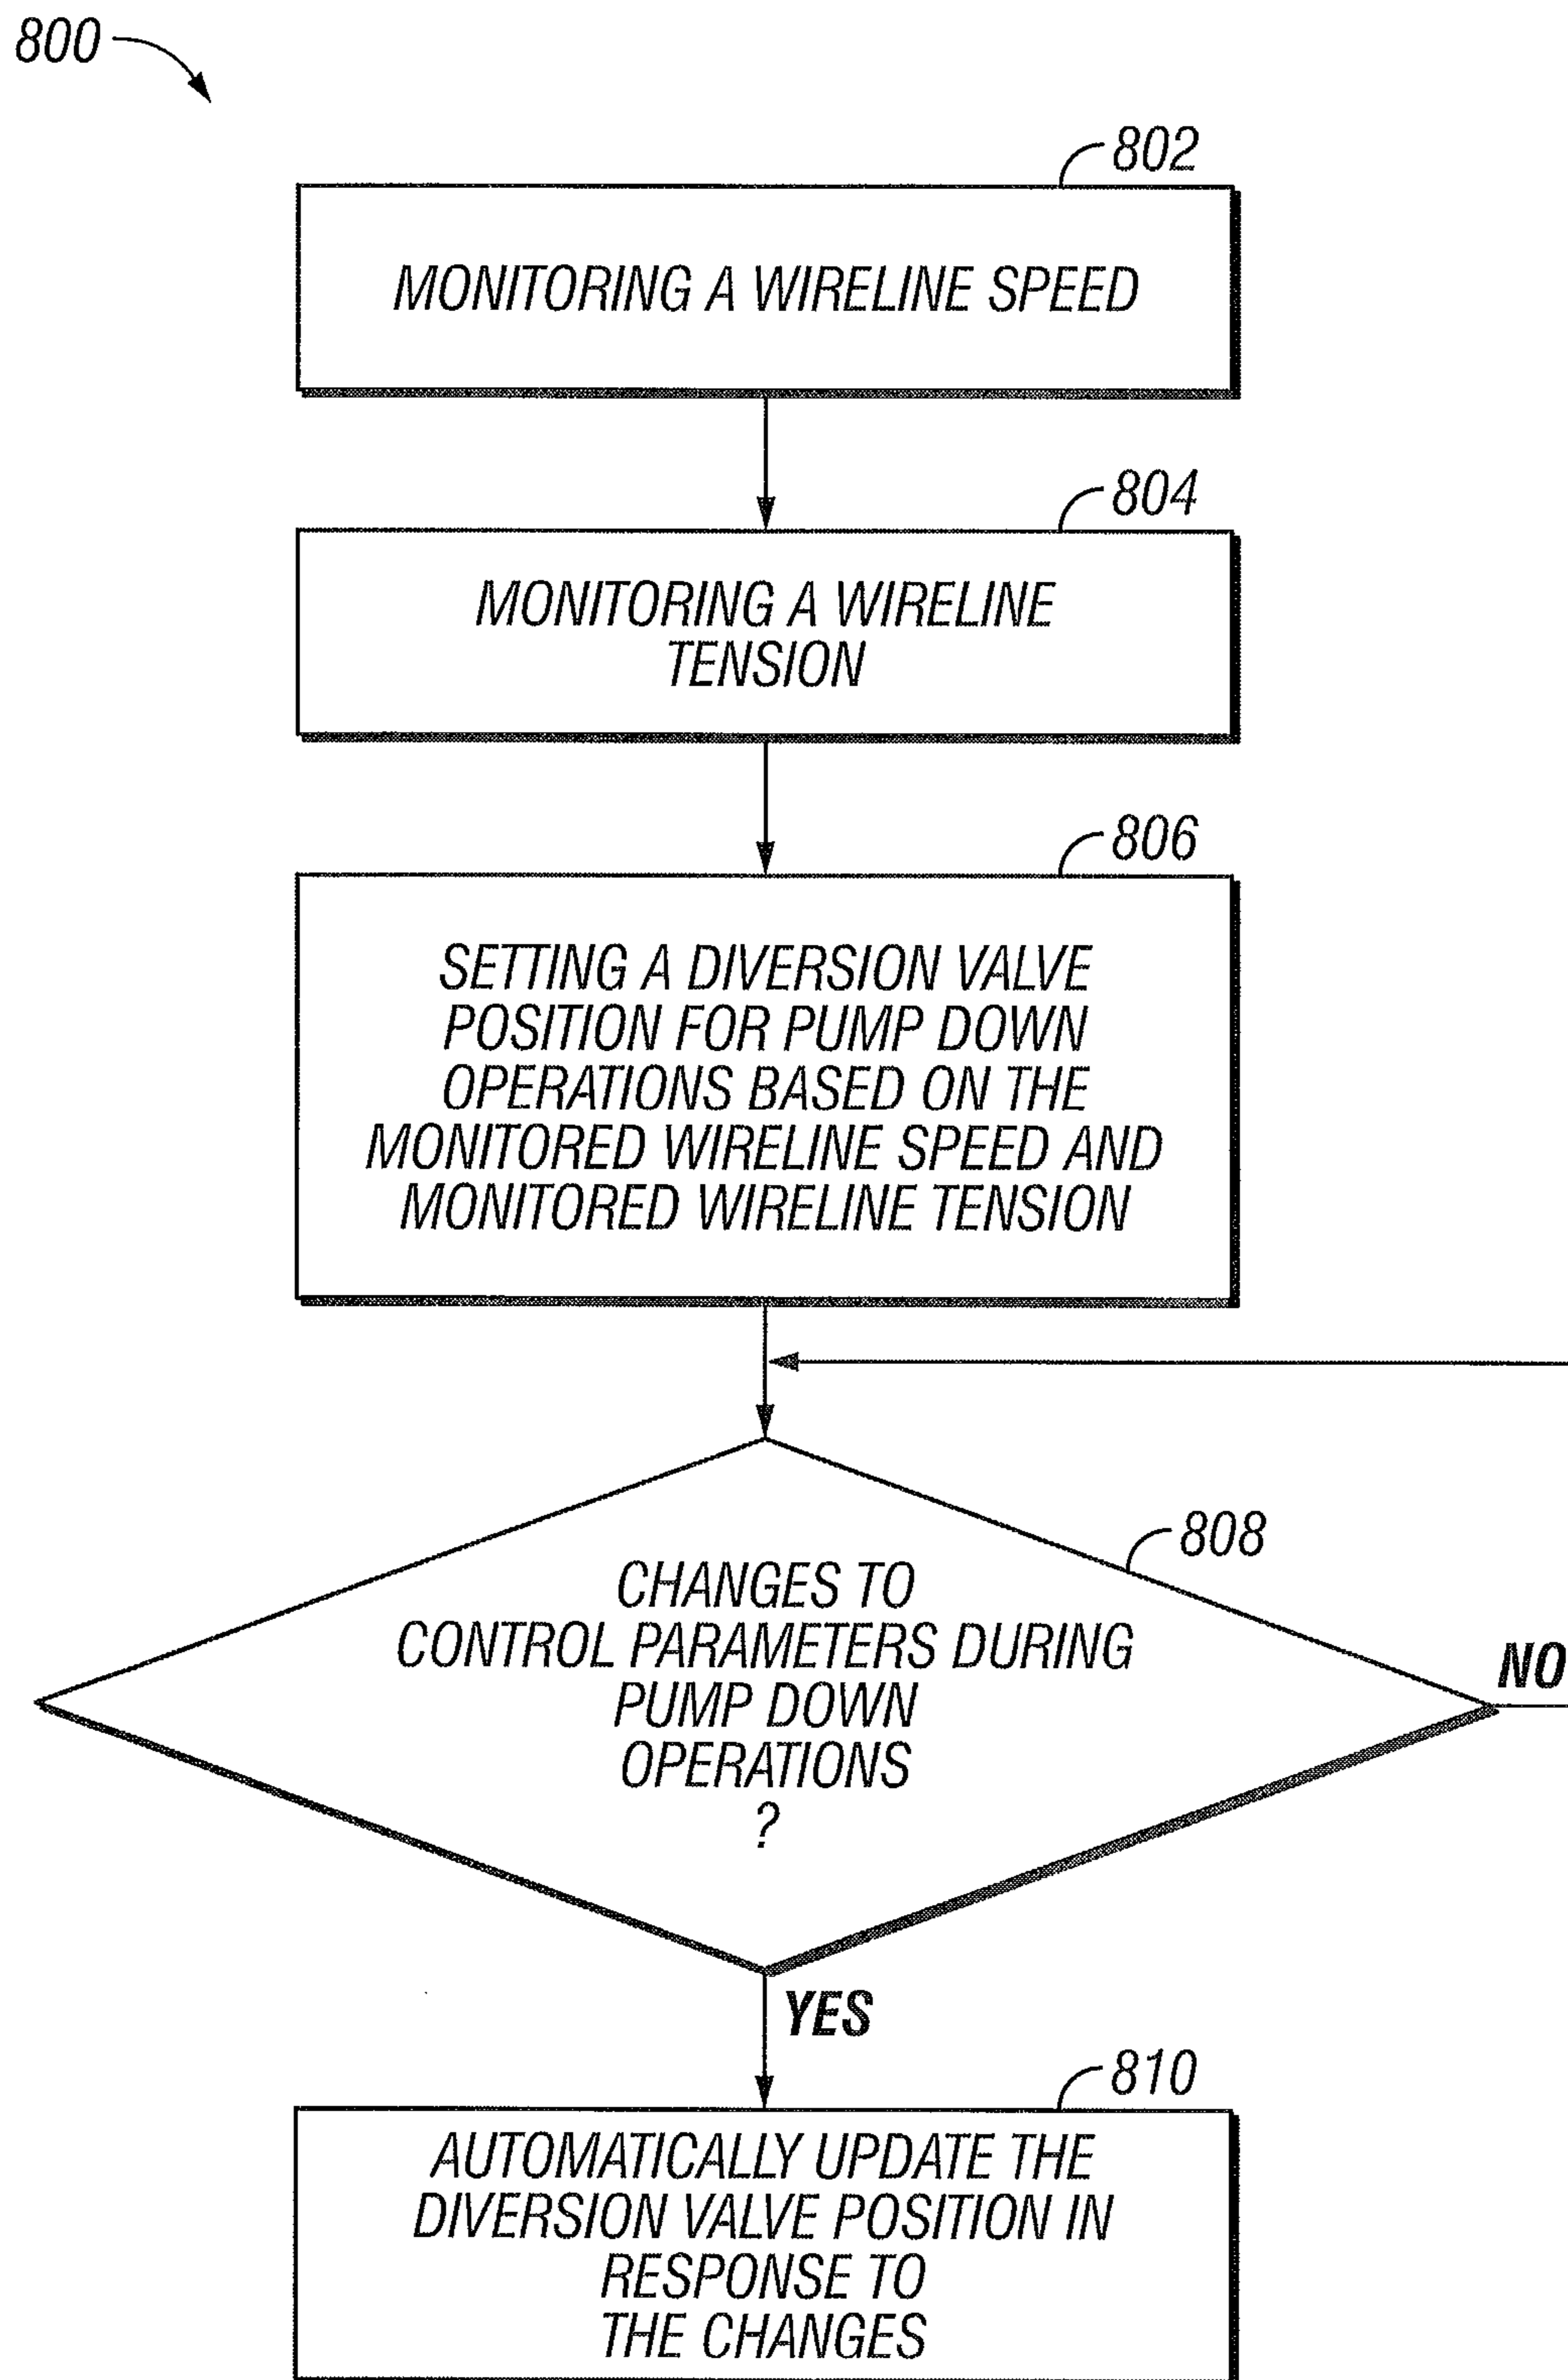 800
802
MONITORING A WIRELINE SPEED
804
MONITORING A WIRELINE
TENSION
806
SETTING A DIVERSION VALVE
POSITION FOR PUMP DOWN
OPERATIONS BASED ON THE
MONITORED WIRELINE SPEED AND
MONITORED WIRELINE TENSION
808
CHANGES TO
CONTROL PARAMETERS DURING
PUMP DOWN
OPERATIONS
?
NO
YES
810
AUTOMATICALLY UPDATE THE
DIVERSION VALVE POSITION IN
RESPONSE TO
THE CHANGES